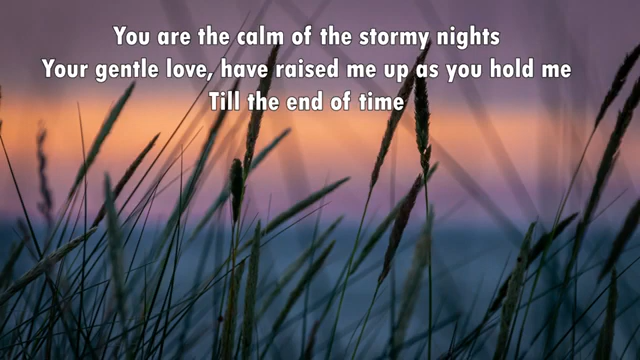 You are the calm of the stormy nights
Your gentle love, have raised me up as you hold me
Till the end of time